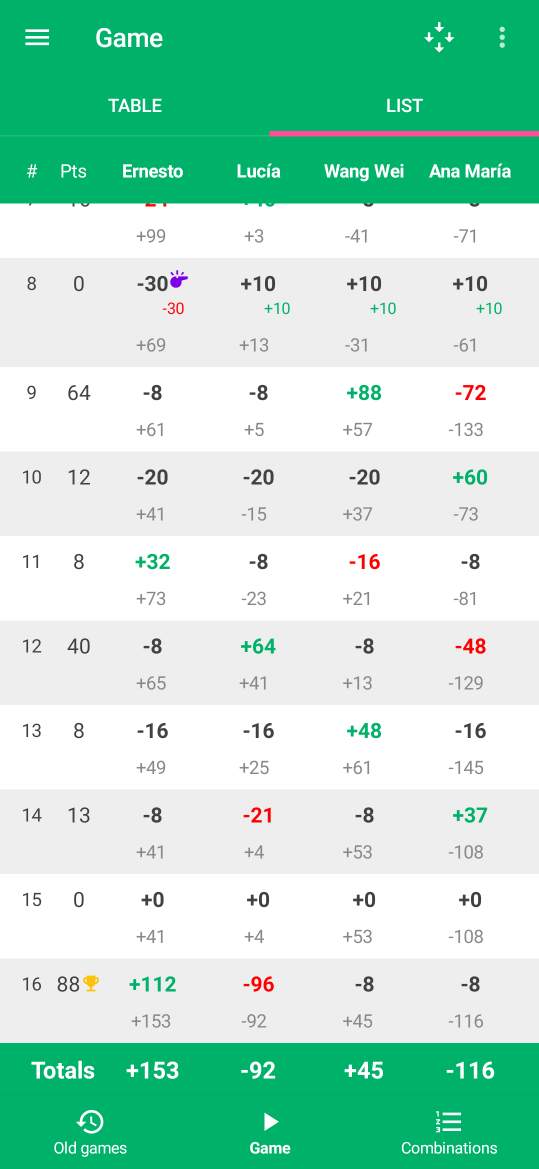 Game
TABLE LIST
# Pts Ernesto Lucía Wang Wei Ana María
+99 +3 -41 -71
8 0 -30 +10 +10 +10
-30 +10 +10 +10
+69 +13 -31 -61
9 64 -8 -8 +88 -72
+61 +5 +57 -133
10 12 -20 -20 -20 +60
+41 -15 +37 -73
11 8 +32 -8 -16 -8
+73 -23 +21 -81
12 40 -8 +64 -8 -48
+65 +41 +13 -129
13 8 -16 -16 +48 -16
+49 +25 +61 -145
14 13 -8 -21 -8 +37
+41 +4 +53 -108
15 0 +0 +0 +0 +0
+41 +4 +53 -108
16 88 +112 -96 -8 -8
+153 -92 +45 -116
Totals +153 -92 +45 -116
Old games Game Combinations